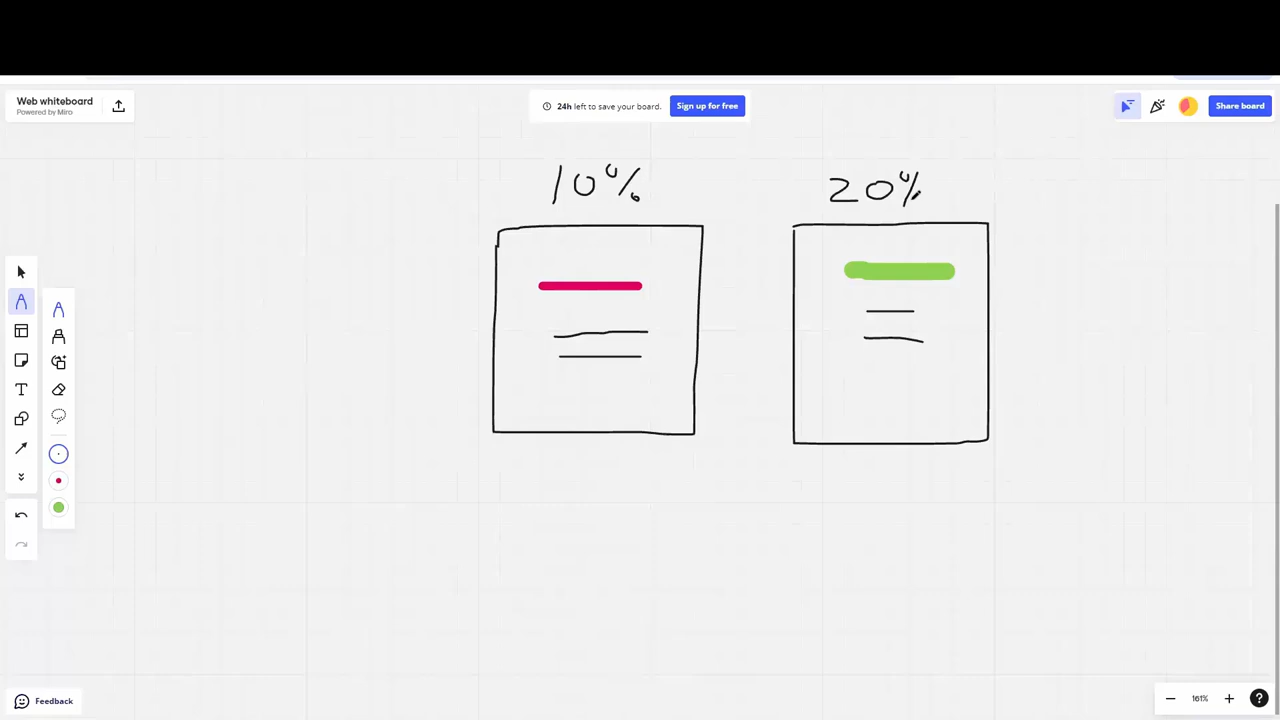 Web whiteboard
Powered by Miro
24h left to save your board.
Sign up for free
Share board
10%
20%
T
Feedback
161%
?